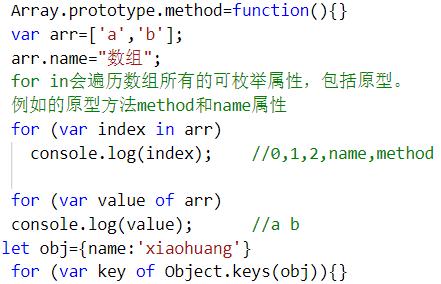 Array.prototype.method=function(){}
var arr=['a','b'];
arr.name="数组";
for in会遍历数组所有的可枚举属性，包括原型。
例如的原型方法method和name属性
for (var index in arr)
console.log(index);    //0,1,2,name,method
for (var value of arr)
console.log(value);    //a b
let obj={name:'xiaohuang'}
for (var key of Object.keys(obj)){}